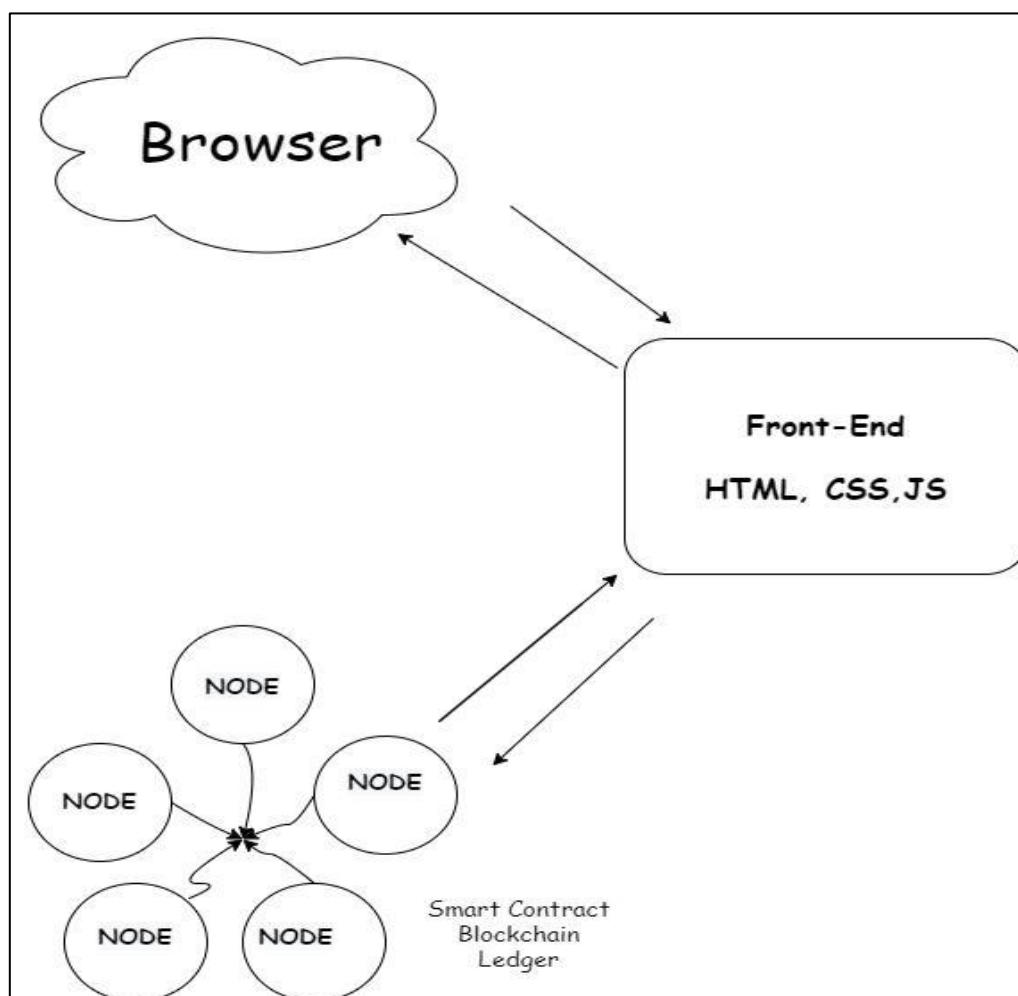 Browser
Front-End
HTML, CSS,JS
NODE
NODE
NODE
NODE
NODE
Smart Contract
Blockchain
Ledger